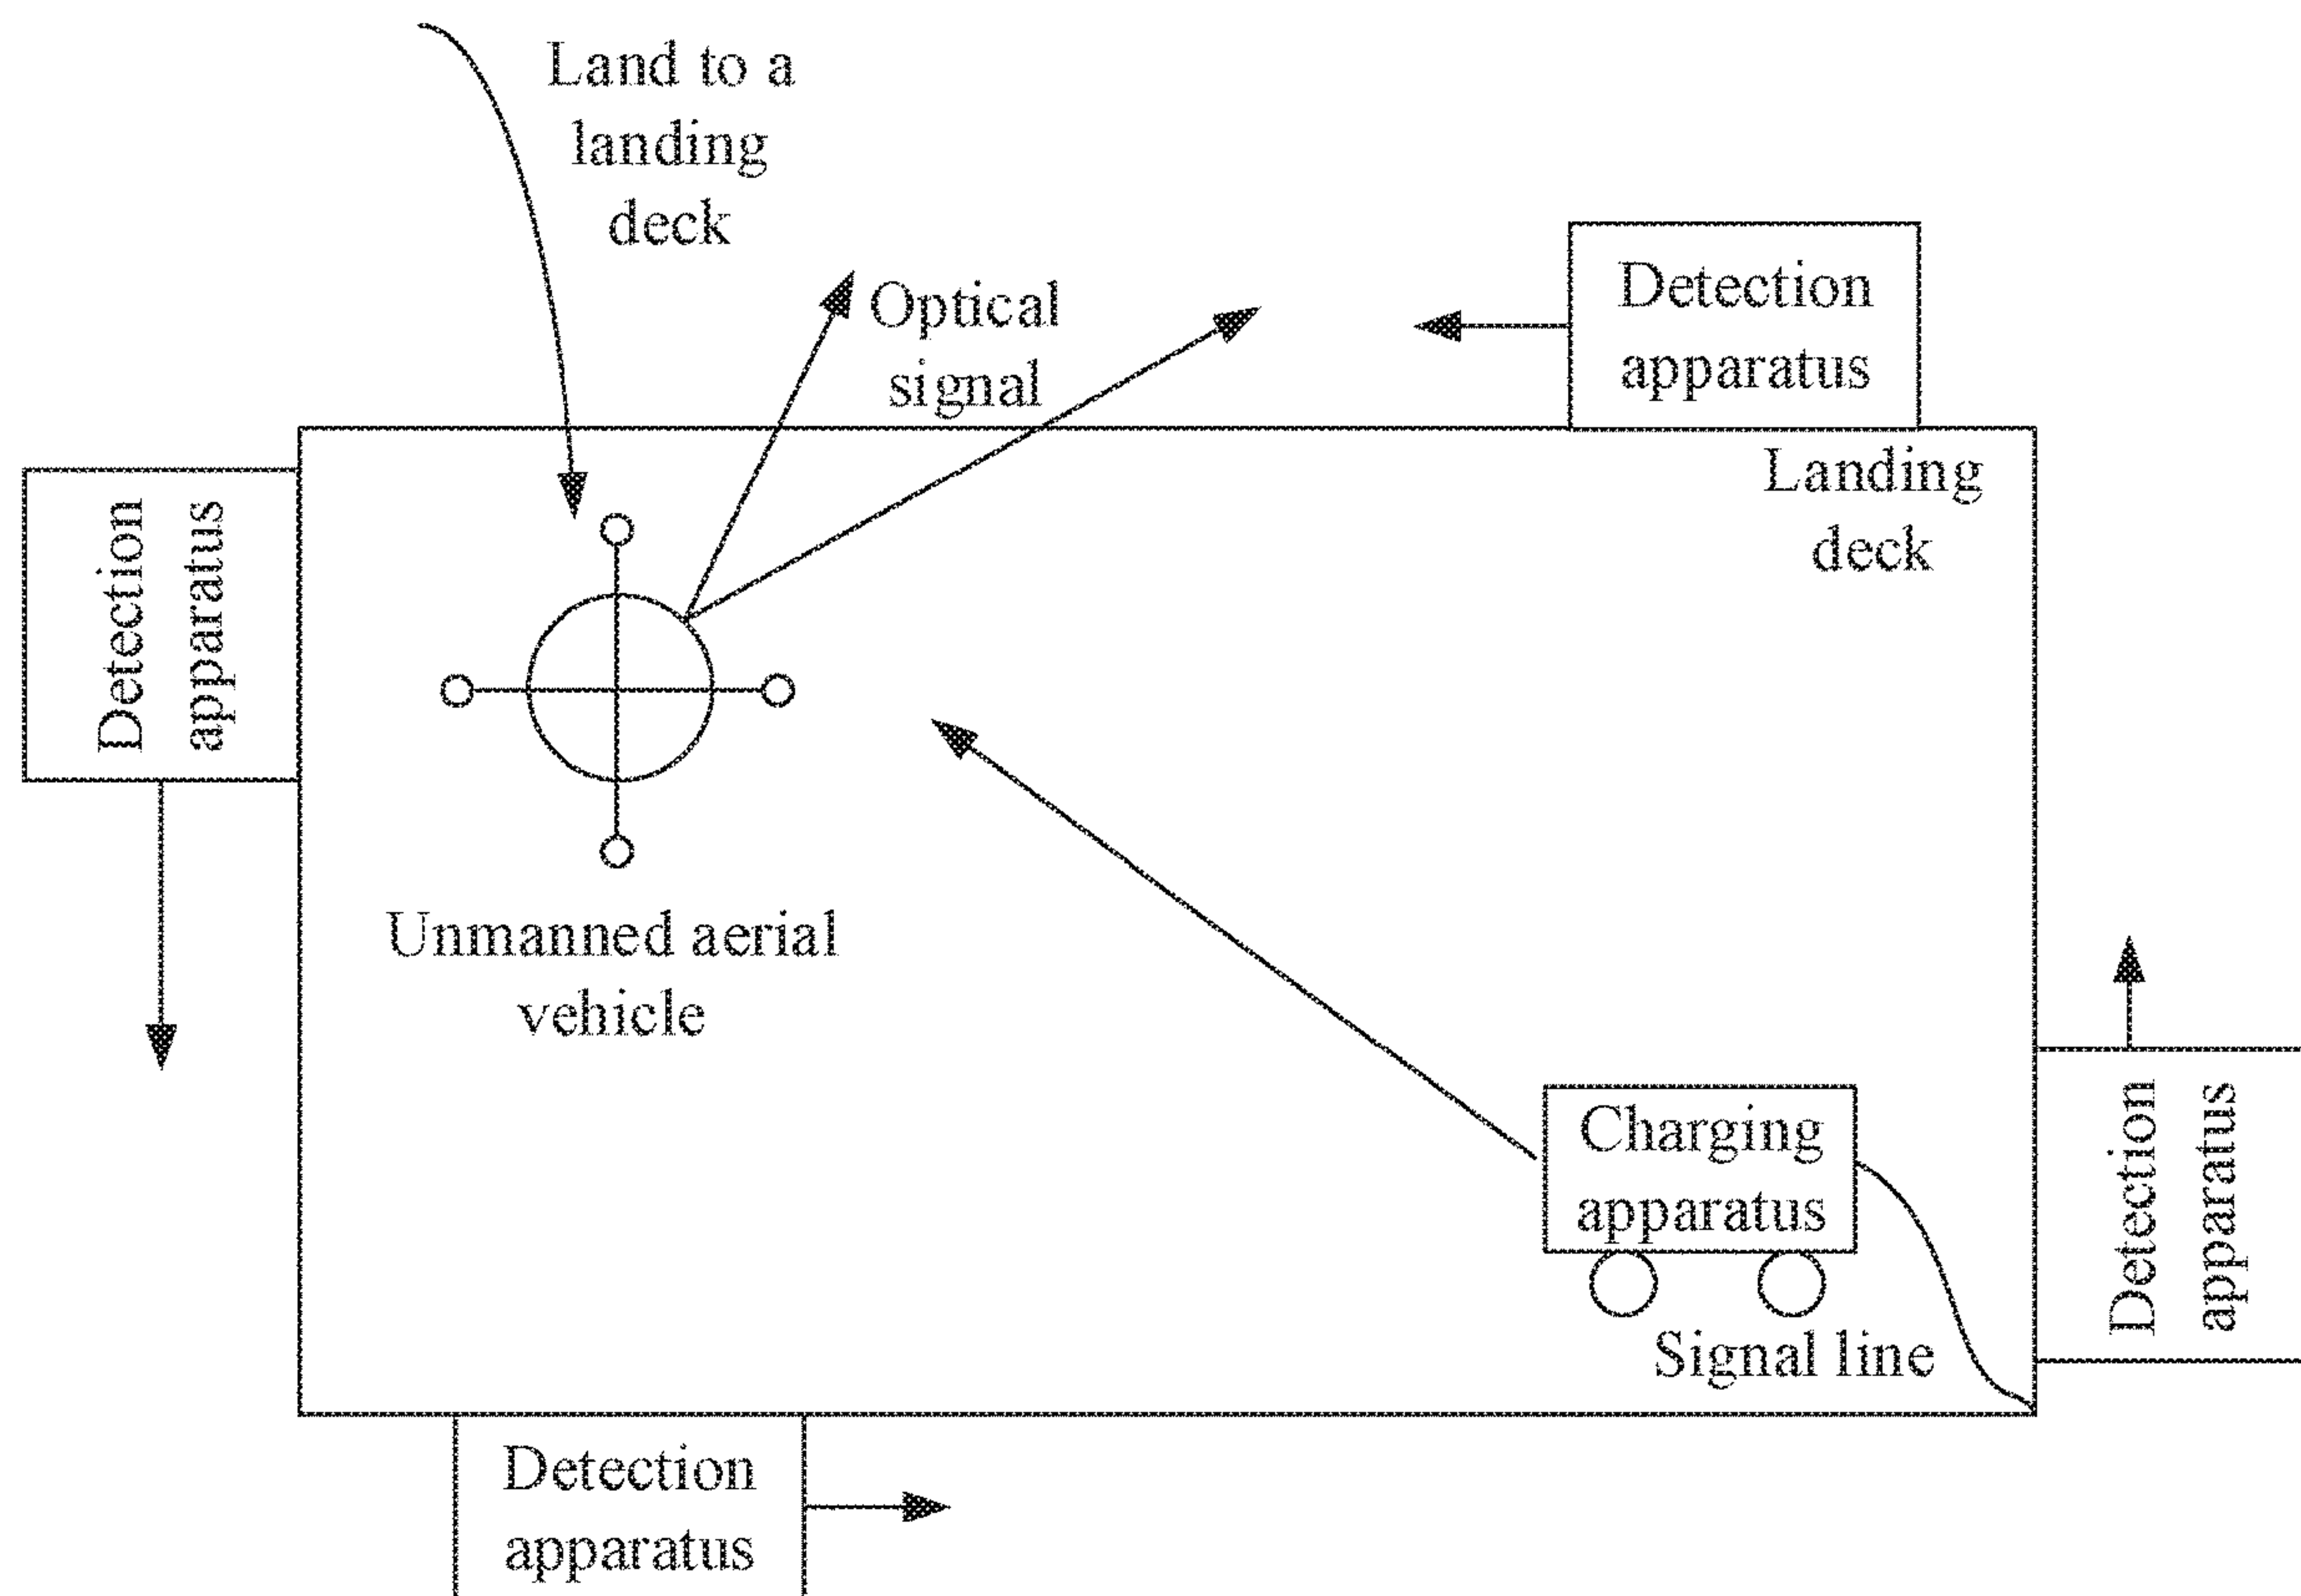 Land to a
landing
deck
Optical
signal
Detection
apparatus
Landing
deck
Detection
apparatus
Unmanned aerial
vehicle
Charging
apparatus
Signal line
Detection
apparatus
Detection
apparatus